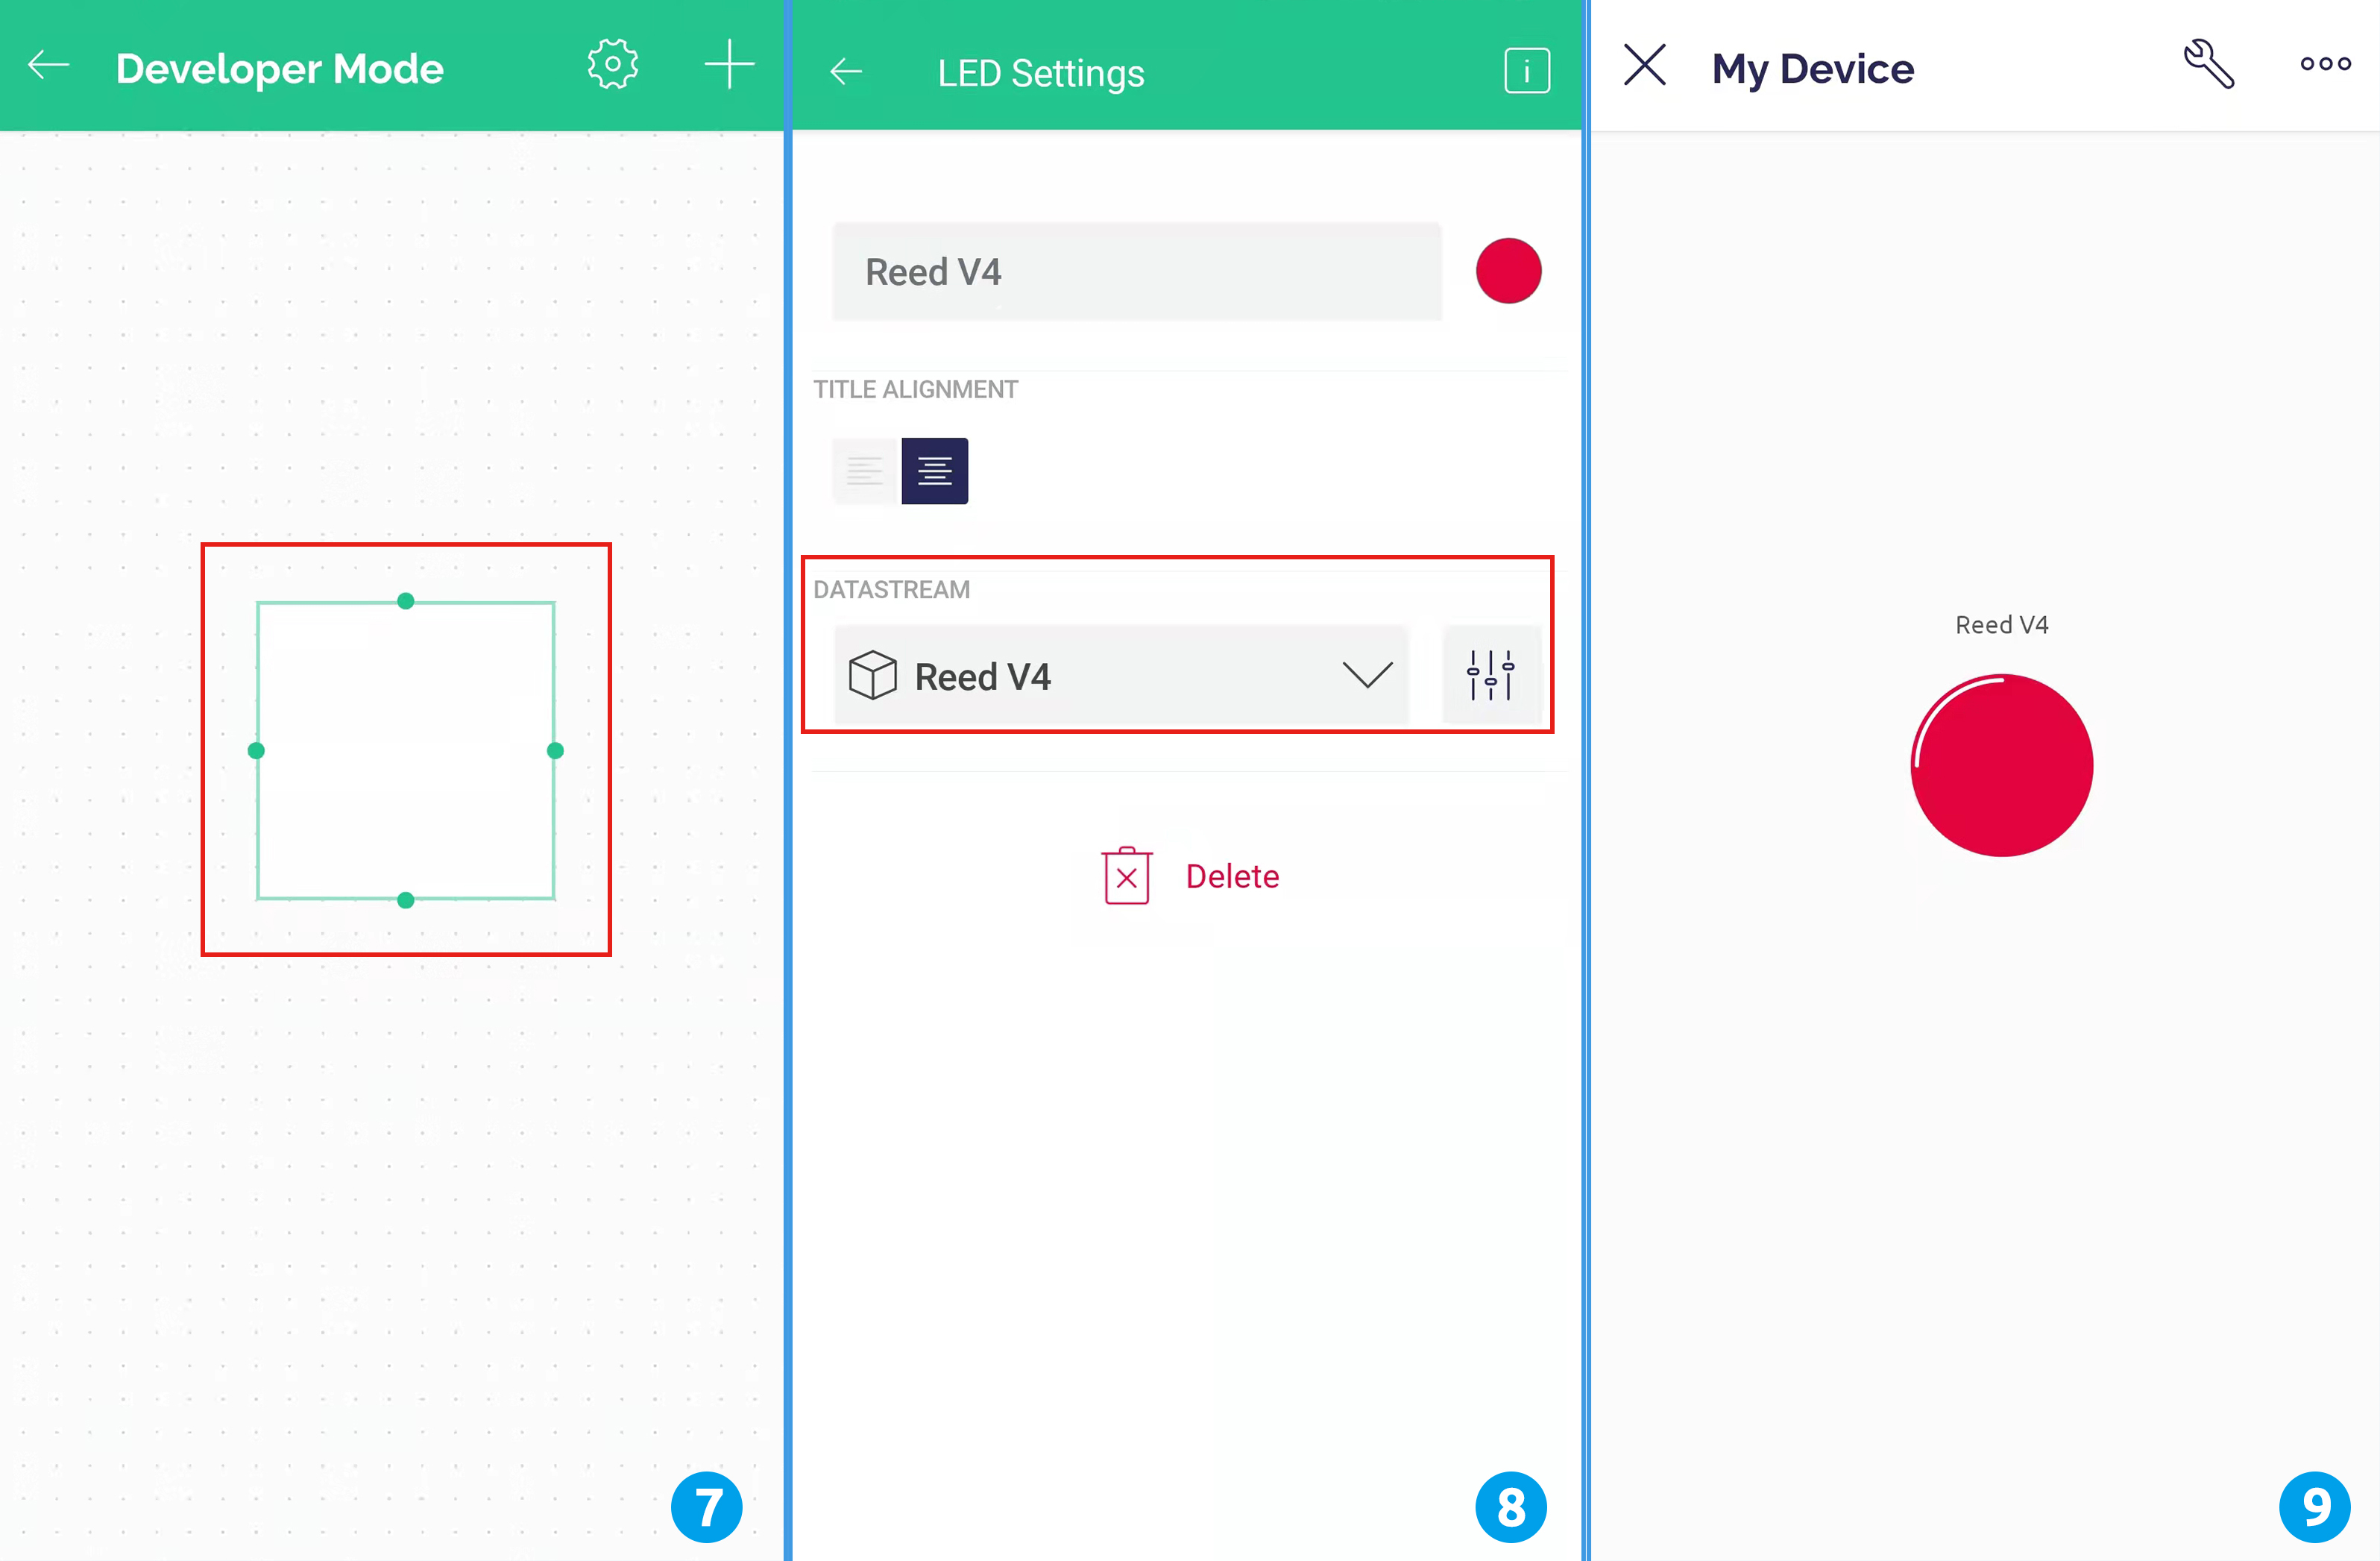 Developer Mode
7
LED Settings
i
Reed V4
TITLE ALIGNMENT
DATASTREAM
Reed V4
Delete
8
My Device
Reed V4
9